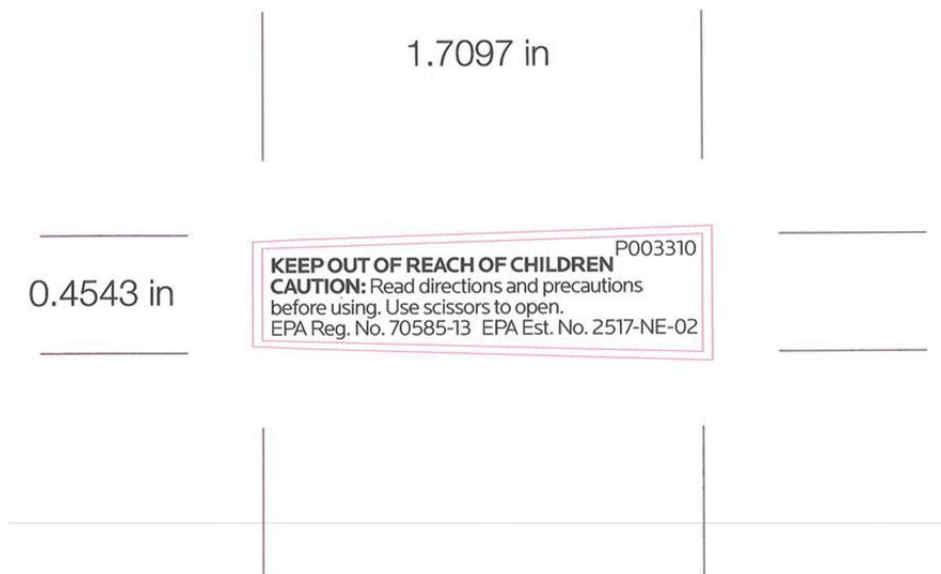 1.7097 in
0.4543 in
P003310
KEEP OUT OF REACH OF CHILDREN
CAUTION: Read directions and precautions
before using. Use scissors to open.
EPA Reg. No. 70585-13 EPA Est. No. 2517-NE-02